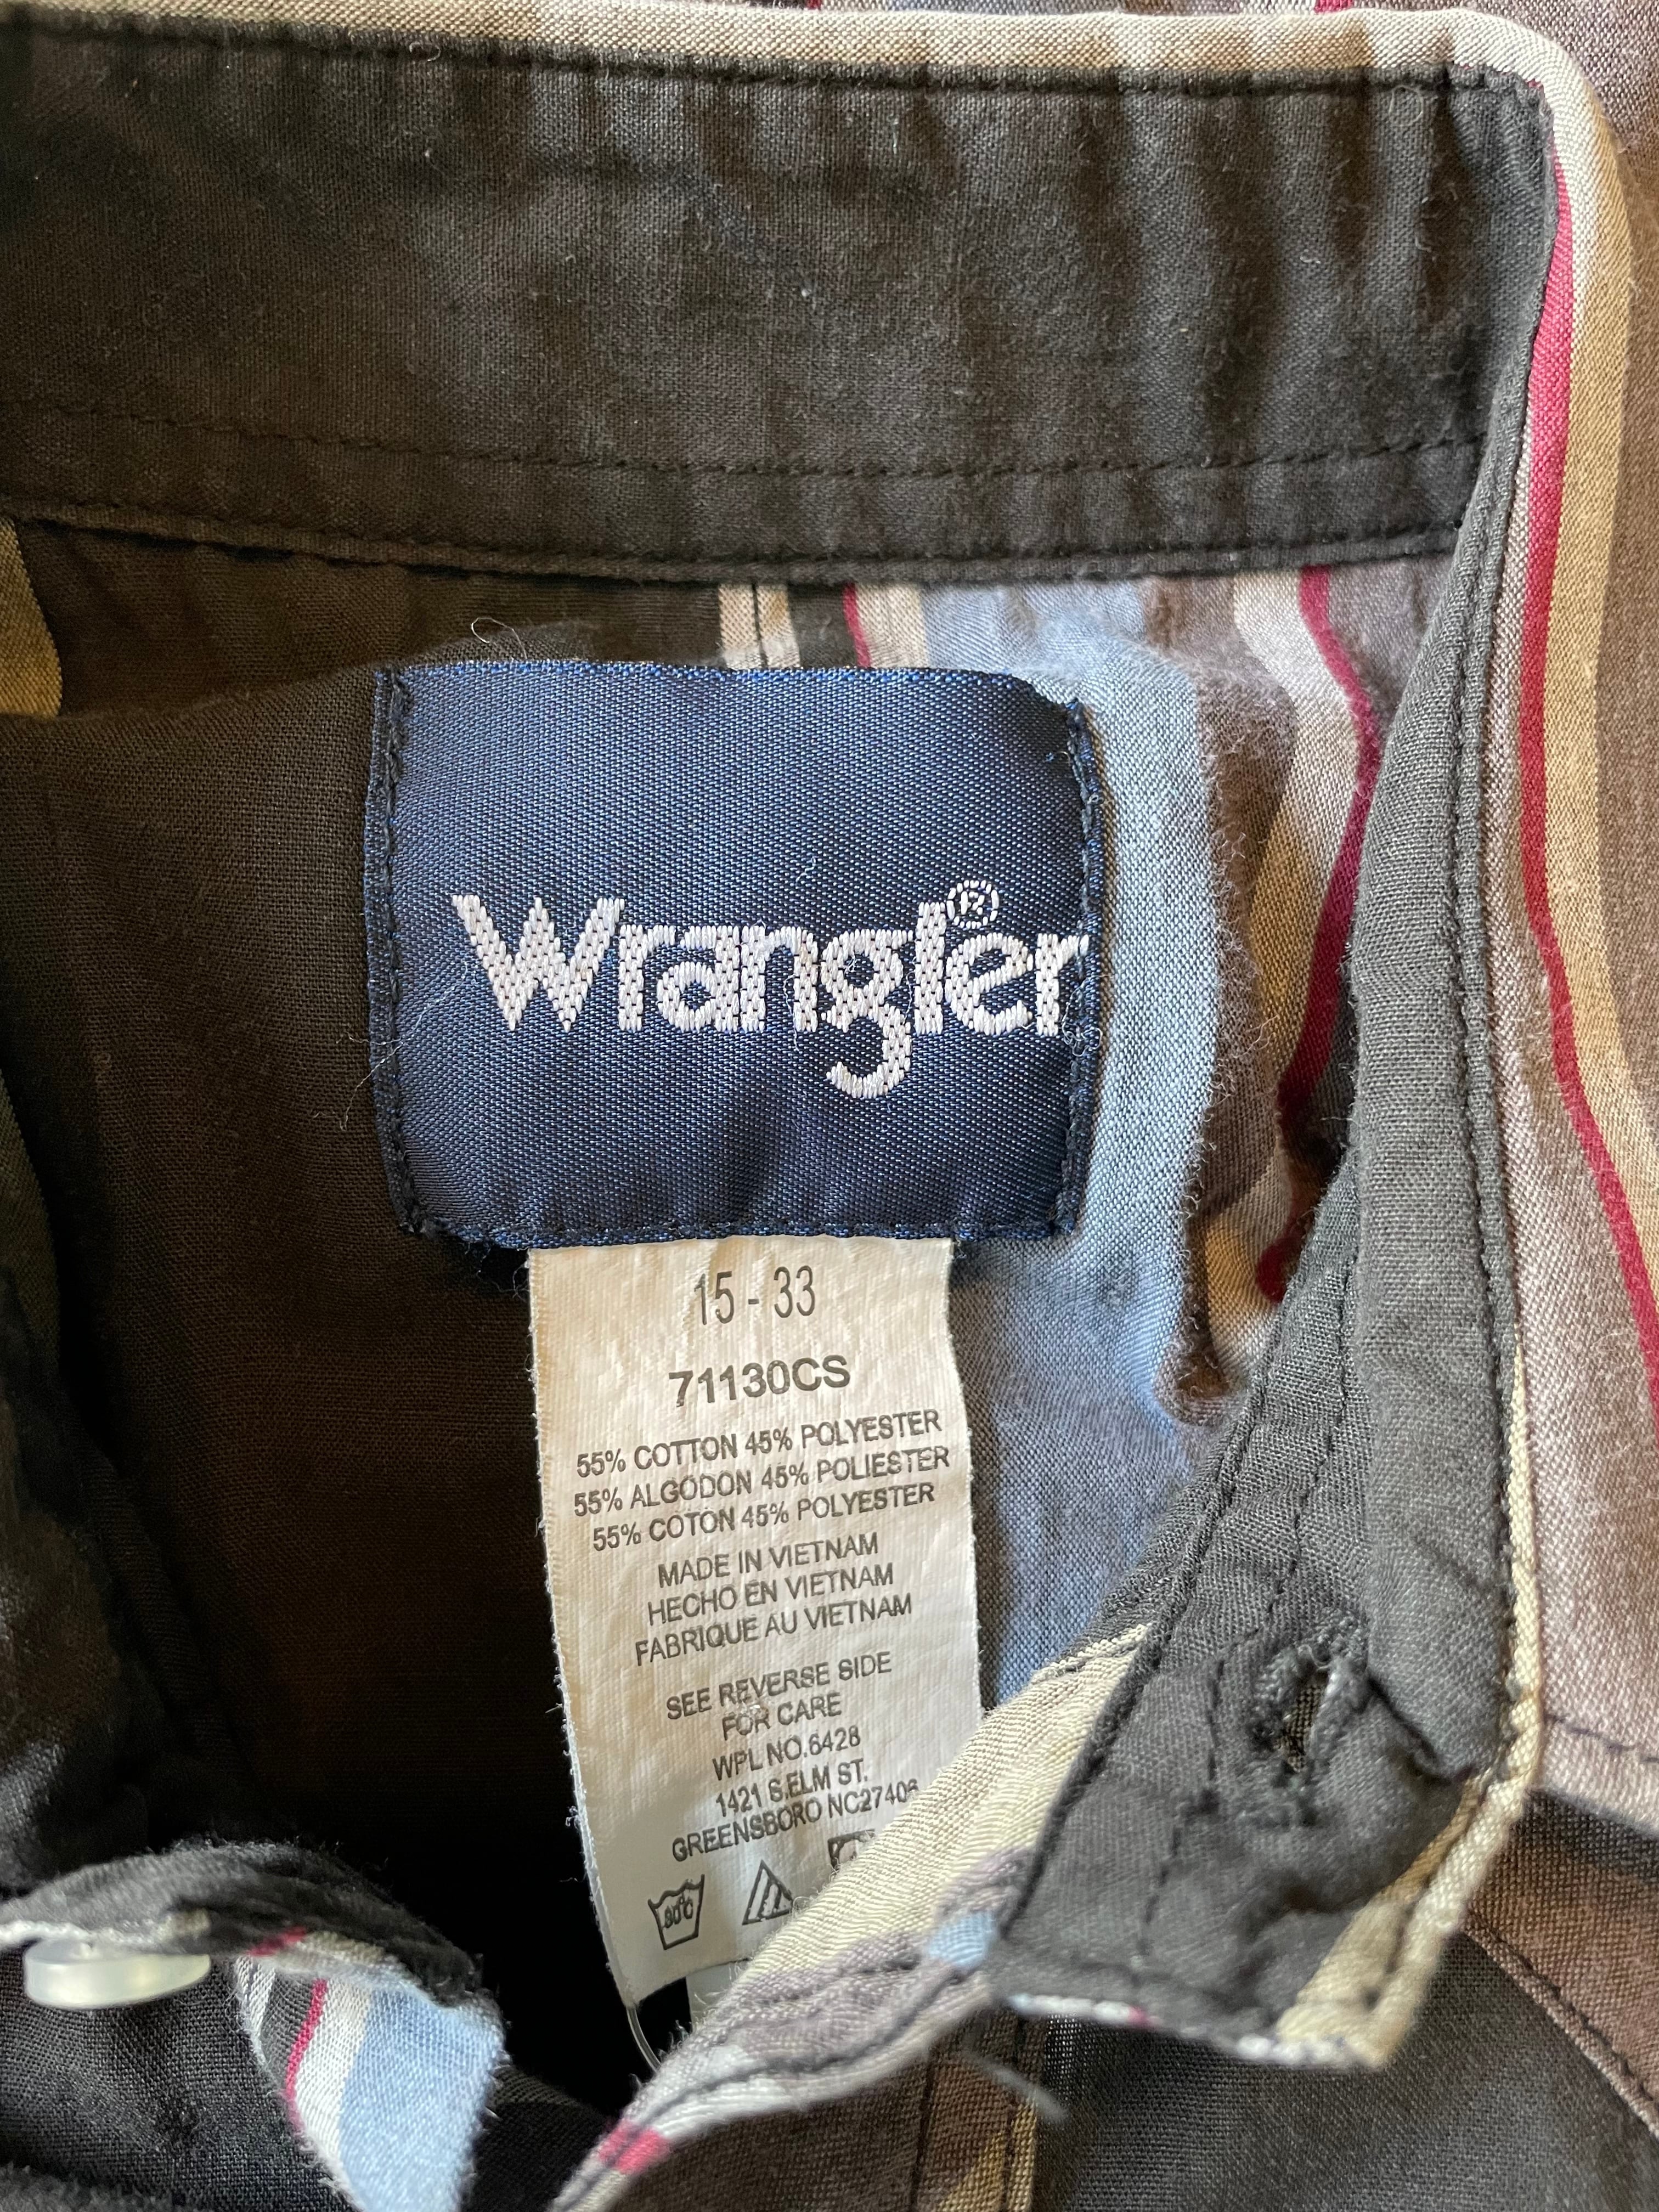 Wrangler®
15 - 33
71130CS
55% COTTON 45% POLYESTER
55% ALGODON 45% POLIESTER
55% COTON 45% POLYESTER
MADE IN VIETNAM
HECHO EN VIETNAM
FABRIQUE AU VIETNAM
SEE REVERSE SIDE
FOR CARE
WPL NO.6428
1421 S.ELM ST.
GREENSBORO NC27406